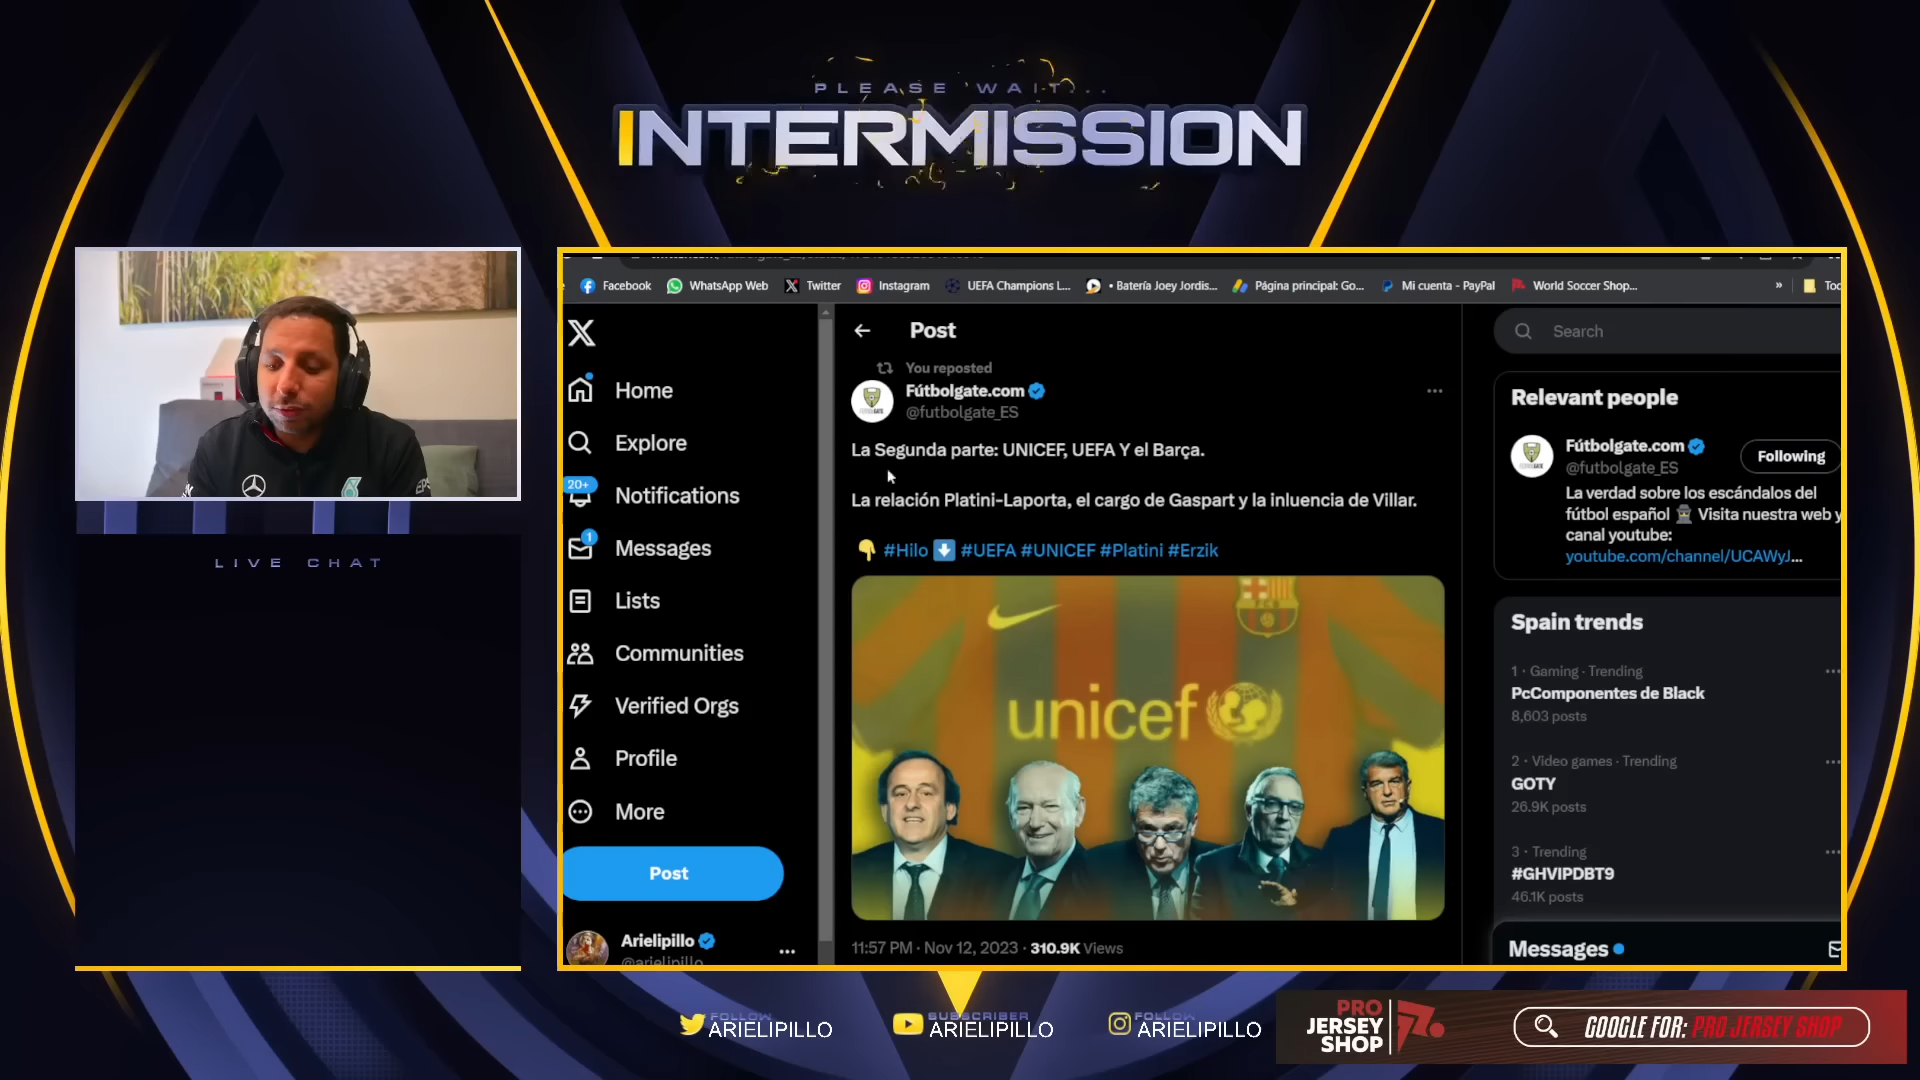 PLEASE WAIT...
INTERMISSION
Facebook
WhatsApp Web
Twitter
Instagram
UEFA Champions L...
• Batería Joey Jordis...
Página principal: Go...
Mi cuenta - PayPal
World Soccer Shop...
»
Home
Explore
20+
Notifications
1
Messages
Lists
Communities
Verified Orgs
Profile
More
Post
Arielipillo
@arielipillo
Post
You reposted
Fútbolgate.com
@futbolgate_ES
La Segunda parte: UNICEF, UEFA Y el Barça.
La relación Platini-Laporta, el cargo de Gaspart y la inluencia de Villar.
#Hilo #UEFA #UNICEF #Platini #Erzik
unicef
11:57 PM · Nov 12, 2023 · 310.9K Views
Search
Relevant people
Fútbolgate.com
Following
@futbolgate_ES
La verdad sobre los escándalos del
fútbol español Visita nuestra web y
canal youtube:
youtube.com/channel/UCAWyJ...
Spain trends
1 · Gaming · Trending
PcComponentes de Black
8,603 posts
2 · Video games · Trending
GOTY
26.9K posts
3 · Trending
#GHVIPDBT9
46.1K posts
Messages
LIVE CHAT
FOLLOW
ARIELIPILLO
SUBSCRIBER
ARIELIPILLO
FOLLOW
ARIELIPILLO
PRO
JERSEY
SHOP
GOOGLE FOR: PRO JERSEY SHOP